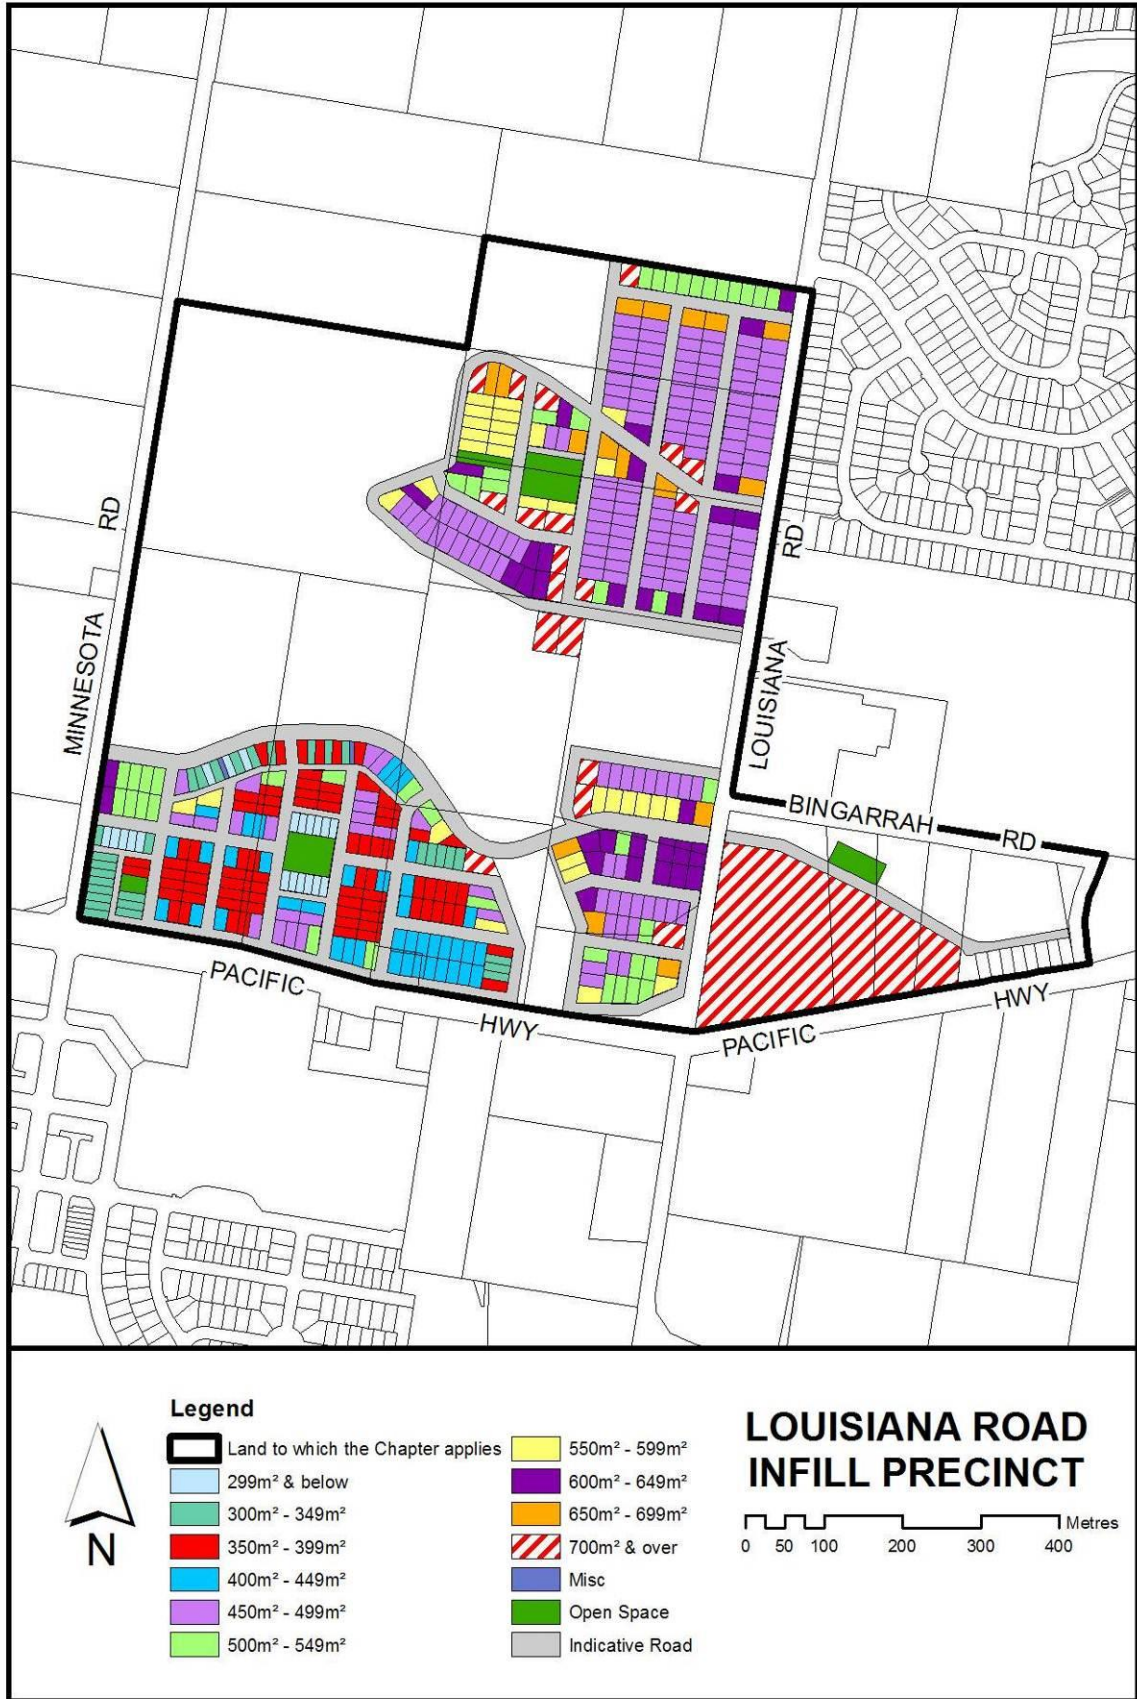 RD
MINNESOTA
RD
LOUISIANA
BINGARRAH
RD
PACIFIC
HWY
PACIFIC
HWY
Legend
Land to which the Chapter applies
299m² & below
300m² - 349m²
350m² - 399m²
400m² - 449m²
450m² - 499m²
500m² - 549m²
550m² - 599m²
600m² - 649m²
650m² - 699m²
700m² & over
Misc
Open Space
Indicative Road
N
LOUISIANA ROAD
INFILL PRECINCT
Metres
0 50 100 200 300 400